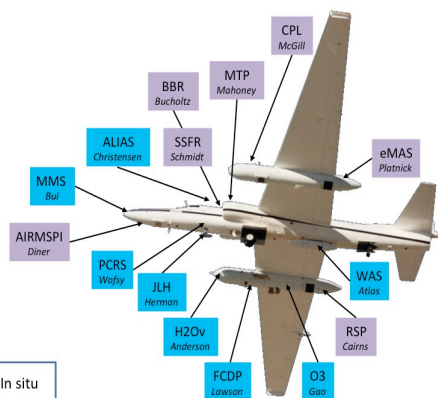 CPL
McGill
MTP
Mahoney
BBR
Bucholtz
ALIAS
Christensen
SSFR
Schmidt
eMAS
Platnick
MMS
Bui
AIRMSPI
Diner
PCRS
Wofsy
JLH
Herman
WAS
Atlas
H2Ov
Anderson
RSP
Cairns
FCDP
Lawson
O3
Gao
In situ